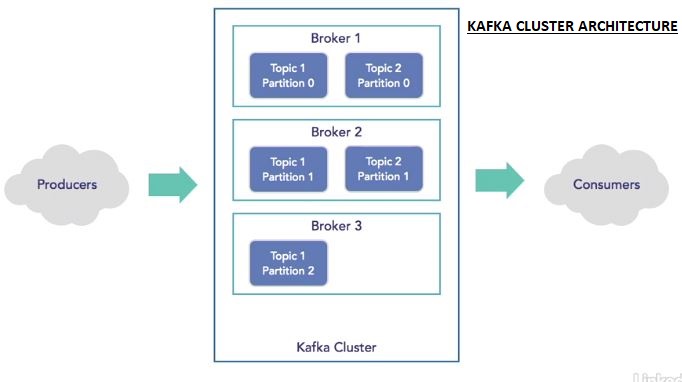 KAFKA CLUSTER ARCHITECTURE
Broker 1
Topic 1
Partition 0
Topic 2
Partition 0
Broker 2
Topic 1
Partition 1
Topic 2
Partition 1
Producers
Consumers
Broker 3
Topic 1
Partition 2
Kafka Cluster